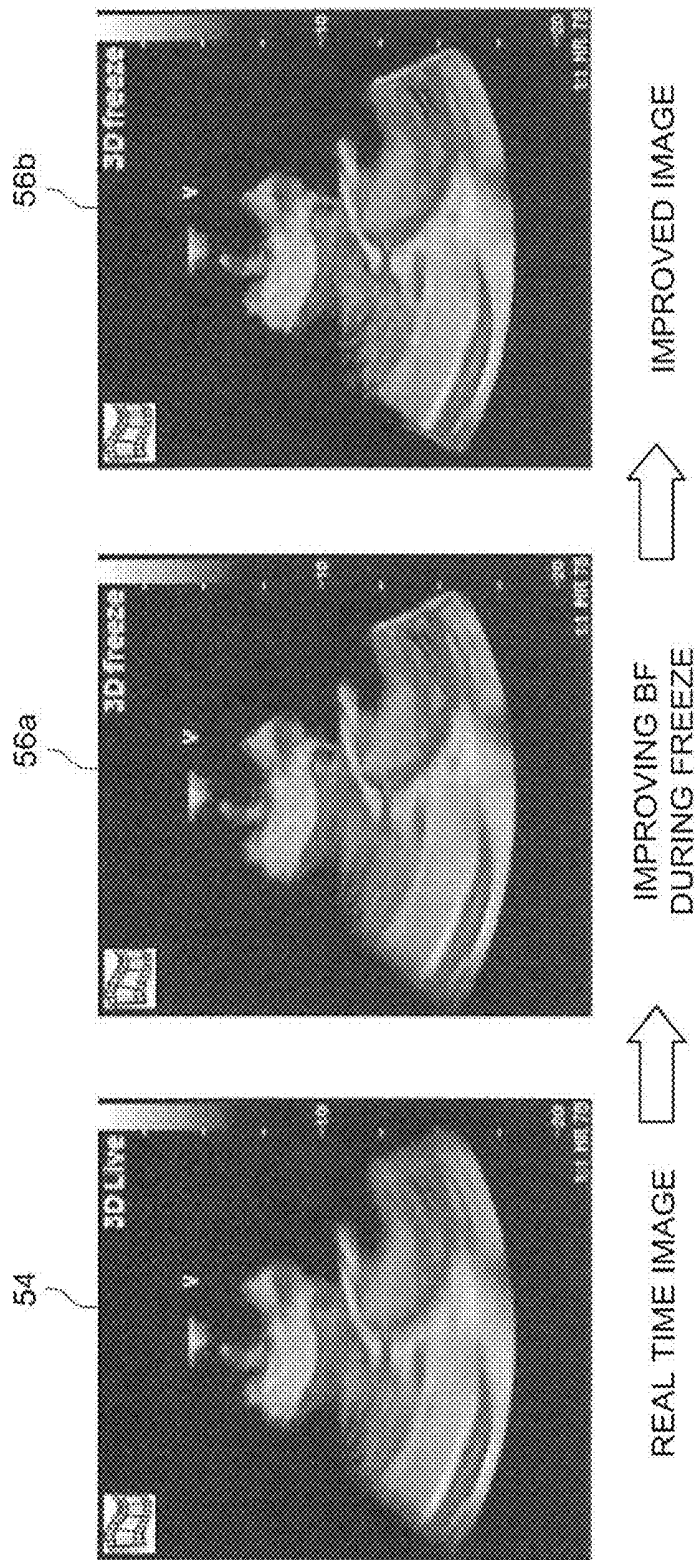 54
3D Live
REAL TIME IMAGE
56a
3D freeze
IMPROVING BF
DURING FREEZE
56b
3D freeze
IMPROVED IMAGE